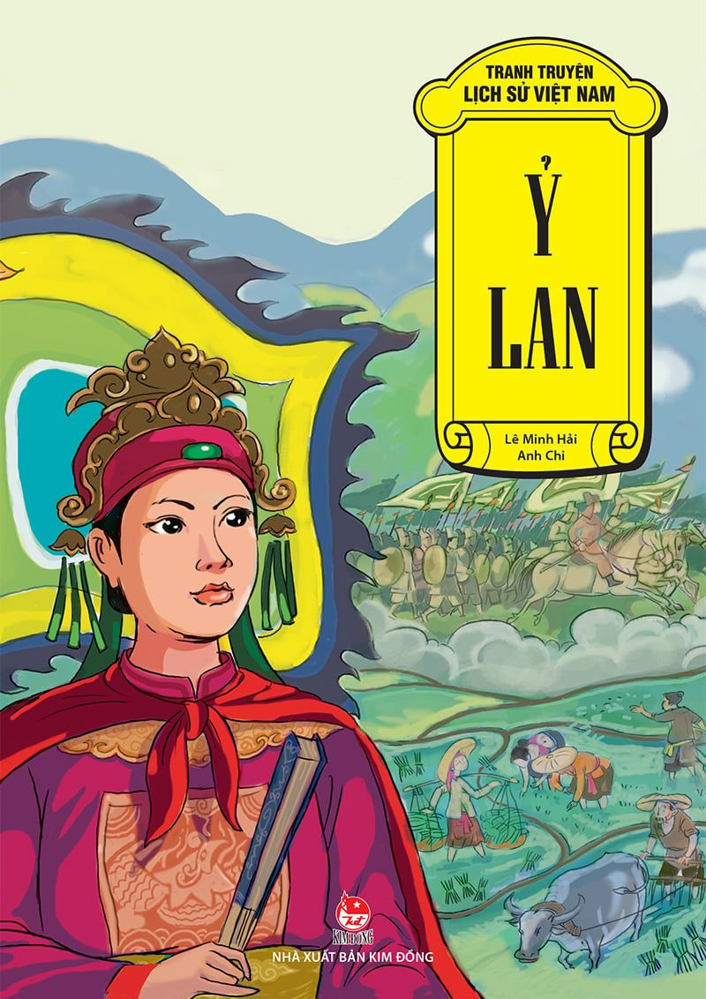 TRANH TRUYỆN
LỊCH SỬ VIỆT NAM
Ỷ
LAN
Lê Minh Hải
Anh Chi
KIM ĐỒNG
NHÀ XUẤT BẢN KIM ĐỒNG